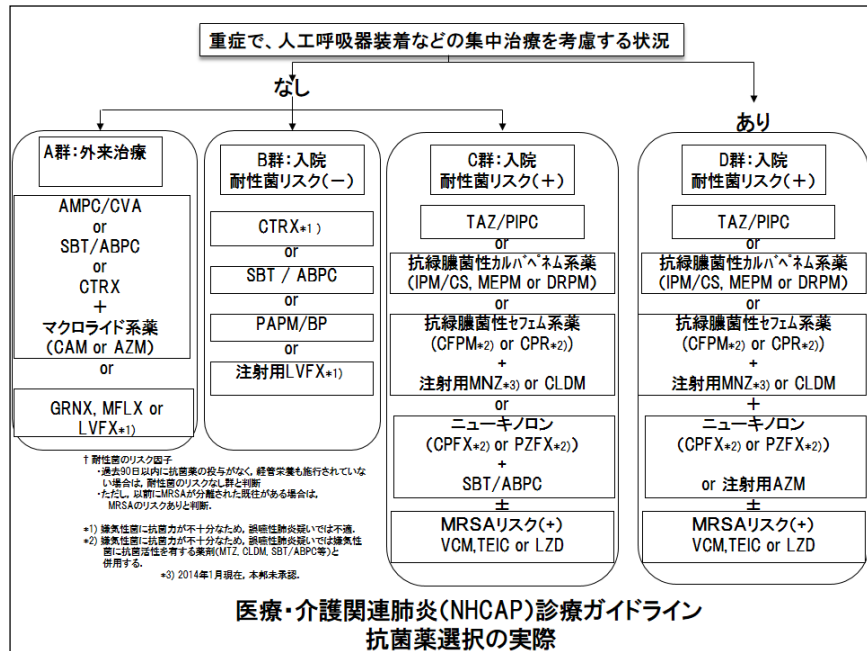 重症で、人工呼吸器装着などの集中治療を考慮する状況
なし
あり
A群:外来治療
AMPC/CVA
or
SBT/ABPC
or
CTRX
+
マクロライド系薬
(CAM or AZM)
or
GRNX, MFLX or
LVFX*1)
B群:入院
耐性菌リスク(-)
CTRX*1)
or
SBT / ABPC
or
PAPM/BP
or
注射用LVFX*1)
C群:入院
耐性菌リスク(+)
TAZ/PIPC
or
抗緑膿菌性カルバペネム系薬
(IPM/CS, MEPM or DRPM)
or
抗緑膿菌性セフェム系薬
(CFPM*2) or CPR*2))
+
注射用MNZ*3) or CLDM
or
ニューキノロン
(CPFX*2) or PZFX*2))
+
SBT/ABPC
±
MRSAリスク(+)
VCM,TEIC or LZD
D群:入院
耐性菌リスク(+)
TAZ/PIPC
or
抗緑膿菌性カルバペネム系薬
(IPM/CS, MEPM or DRPM)
or
抗緑膿菌性セフェム系薬
(CFPM*2) or CPR*2))
+
注射用MNZ*3) or CLDM
+
ニューキノロン
(CPFX*2) or PZFX*2))
or 注射用AZM
±
MRSAリスク(+)
VCM,TEIC or LZD
† 耐性菌のリスク因子
・過去90日以内に抗菌薬の投与がなく, 経管栄養も施行されていな
い場合は, 耐性菌のリスクなし群と判断
・ただし, 以前にMRSAが分離された既往がある場合は,
MRSAのリスクありと判断.
*1) 嫌気性菌に抗菌力が不十分なため, 誤嚥性肺炎疑いでは不適.
*2) 嫌気性菌に抗菌力が不十分なため, 誤嚥性肺炎疑いでは嫌気性
菌に抗菌活性を有する薬剤(MTZ, CLDM, SBT/ABPC等)と
併用する.
*3) 2014年1月現在, 本邦未承認.
医療・介護関連肺炎(NHCAP)診療ガイドライン
抗菌薬選択の実際